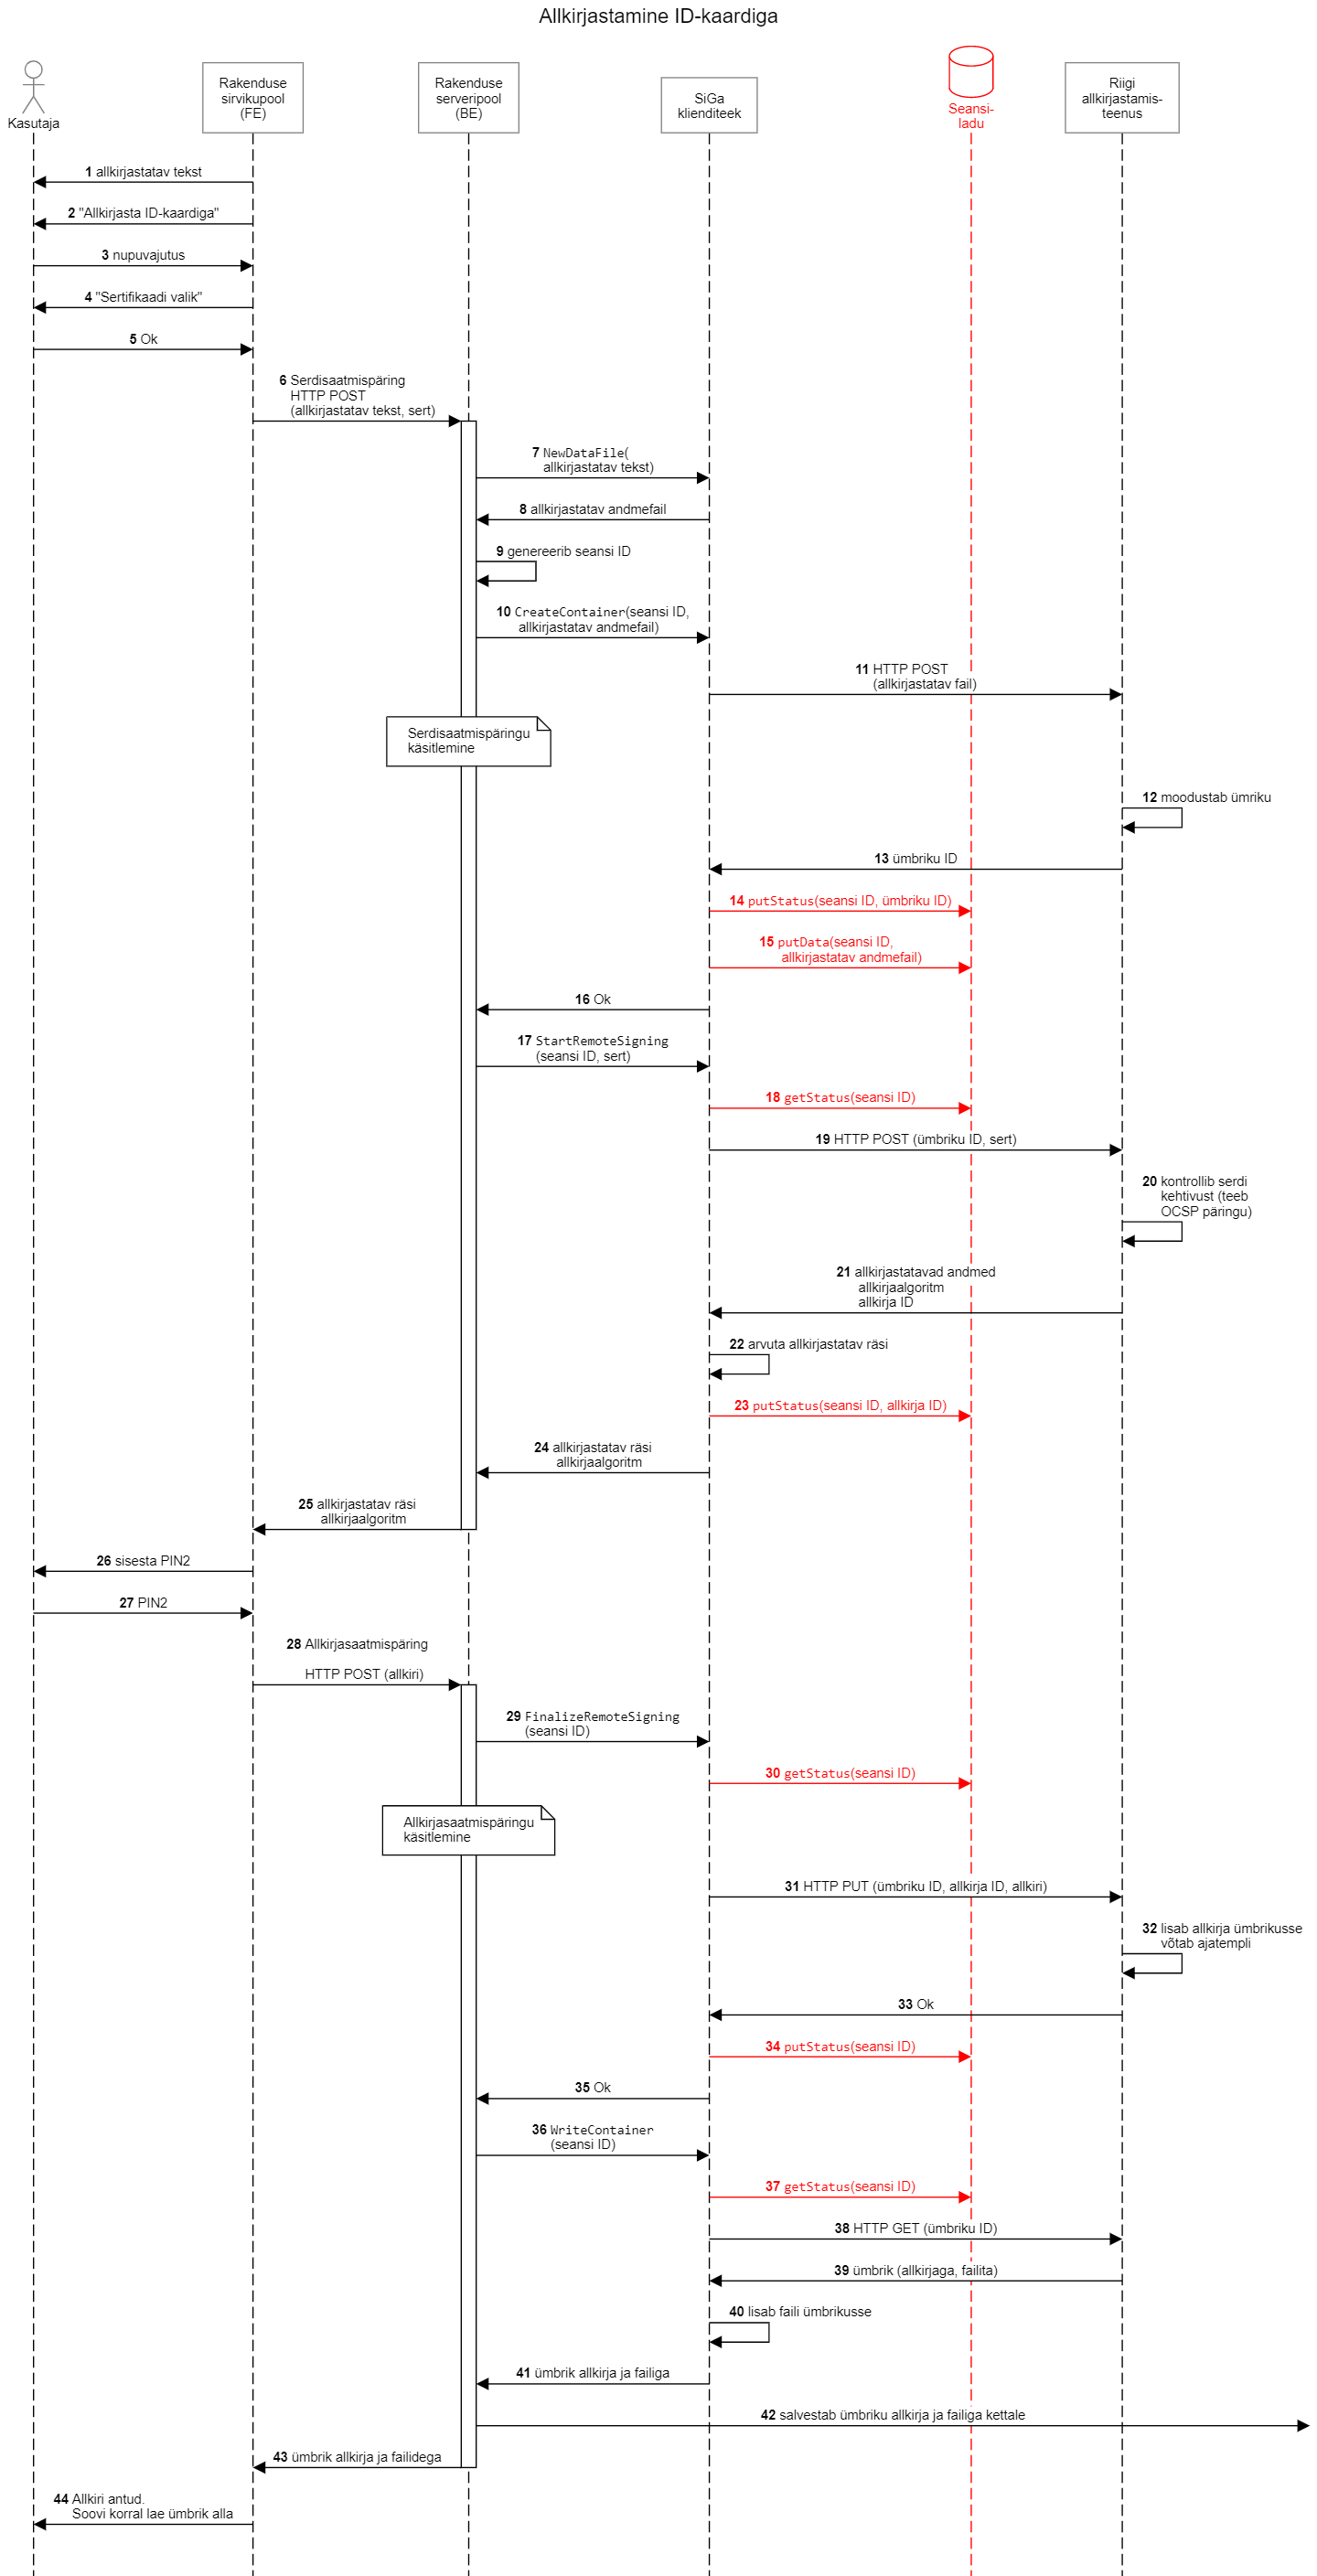 Allkirjastamine ID-kaardiga
Kasutaja
Rakenduse
sirvikupool
(FE)
Rakenduse
serveripool
(BE)
SiGa
klienditeek
Seansi-
ladu
Riigi
allkirjastamis-
teenus
1 allkirjastatav tekst
2 "Allkirjasta ID-kaardiga"
3 nupuvajutus
4 "Sertifikaadi valik"
5 Ok
6 Serdisaatmispäring
HTTP POST
(allkirjastatav tekst, sert)
7 NewDataFile(
allkirjastatav tekst)
8 allkirjastatav andmefail
9 genereerib seansi ID
10 CreateContainer(seansi ID,
allkirjastatav andmefail)
11 HTTP POST
(allkirjastatav fail)
Serdisaatmispäringu
käsitlemine
12 moodustab ümriku
13 ümbriku ID
14 putStatus(seansi ID, ümbriku ID)
15 putData(seansi ID,
allkirjastatav andmefail)
16 Ok
17 StartRemoteSigning
(seansi ID, sert)
18 getStatus(seansi ID)
19 HTTP POST (ümbriku ID, sert)
20 kontrollib serdi
kehtivust (teeb
OCSP päringu)
21 allkirjastatavad andmed
allkirjaalgoritm
allkirja ID
22 arvuta allkirjastatav räsi
23 putStatus(seansi ID, allkirja ID)
24 allkirjastatav räsi
allkirjaalgoritm
25 allkirjastatav räsi
allkirjaalgoritm
26 sisesta PIN2
27 PIN2
28 Allkirjasaatmispäring
HTTP POST (allkiri)
29 FinalizeRemoteSigning
(seansi ID)
30 getStatus(seansi ID)
Allkirjasaatmispäringu
käsitlemine
31 HTTP PUT (ümbriku ID, allkirja ID, allkiri)
32 lisab allkirja ümbrikusse
võtab ajatempli
33 Ok
34 putStatus(seansi ID)
35 Ok
36 WriteContainer
(seansi ID)
37 getStatus(seansi ID)
38 HTTP GET (ümbriku ID)
39 ümbrik (allkirjaga, failita)
40 lisab faili ümbrikusse
41 ümbrik allkirja ja failiga
42 salvestab ümbriku allkirja ja failiga kettale
43 ümbrik allkirja ja failidega
44 Allkiri antud.
Soovi korral lae ümbrik alla